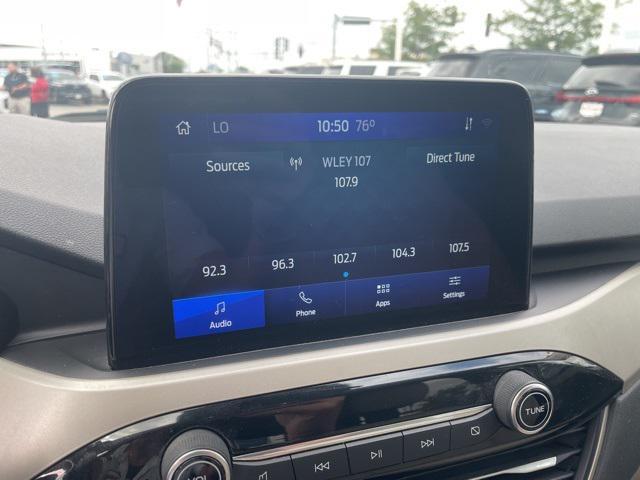 LO 10:50 76°
Sources WLEY 107 Direct Tune
107.9
92.3 96.3 102.7 104.3 107.5
Audio Phone Apps Settings
VOL TUNE